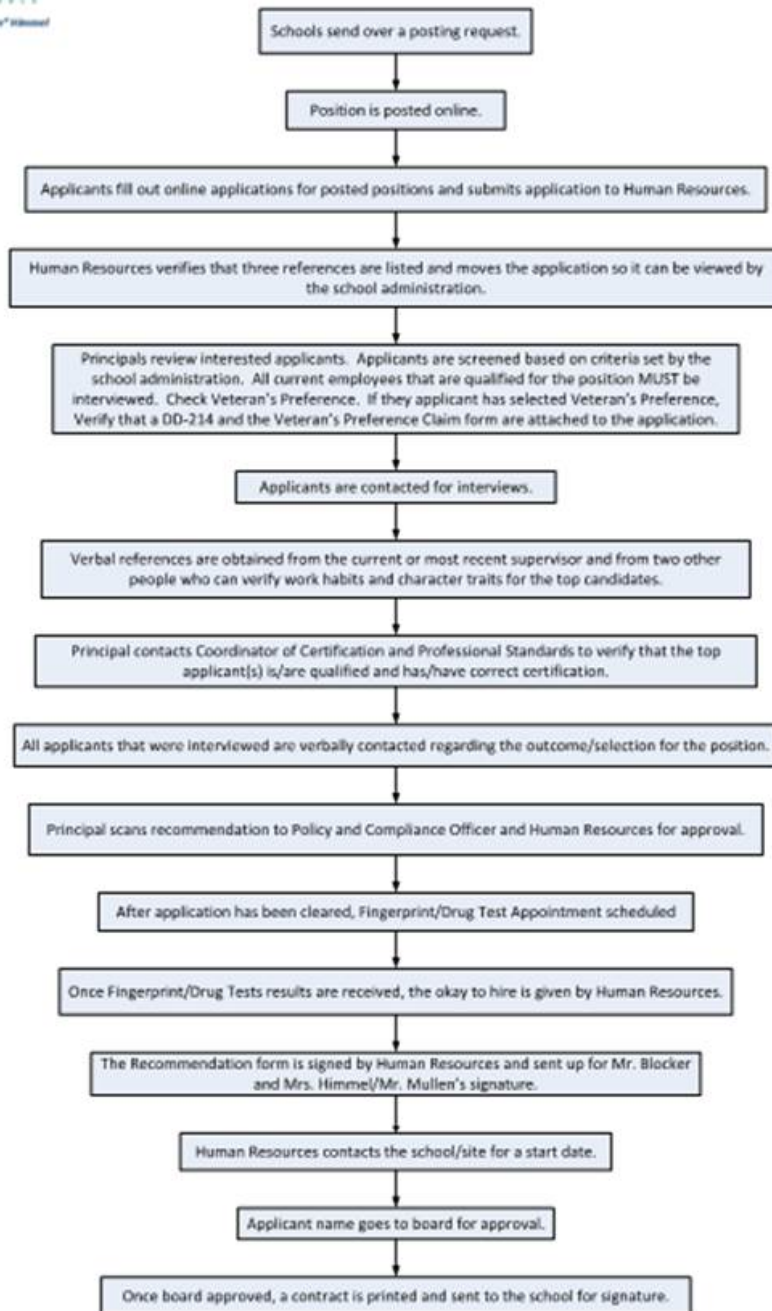 Himmel
Schools send over a posting request.
Position is posted online.
Applicants fill out online applications for posted positions and submits application to Human Resources.
Human Resources verifies that three references are listed and moves the application so it can be viewed by
the school administration.
Principals review interested applicants. Applicants are screened based on criteria set by the
school administration. All current employees that are qualified for the position MUST be
interviewed. Check Veteran's Preference. If they applicant has selected Veteran's Preference,
Verify that a DD-214 and the Veteran's Preference Claim form are attached to the application.
Applicants are contacted for interviews.
Verbal references are obtained from the current or most recent supervisor and from two other
people who can verify work habits and character traits for the top candidates.
Principal contacts Coordinator of Certification and Professional Standards to verify that the top
applicant(s) is/are qualified and has/have correct certification.
All applicants that were interviewed are verbally contacted regarding the outcome/selection for the position.
Principal scans recommendation to Policy and Compliance Officer and Human Resources for approval.
After application has been cleared, Fingerprint/Drug Test Appointment scheduled
Once Fingerprint/Drug Tests results are received, the okay to hire is given by Human Resources.
The Recommendation form is signed by Human Resources and sent up for Mr. Blocker
and Mrs. Himmel/Mr. Mullen's signature.
Human Resources contacts the school/site for a start date.
Applicant name goes to board for approval.
Once board approved, a contract is printed and sent to the school for signature.